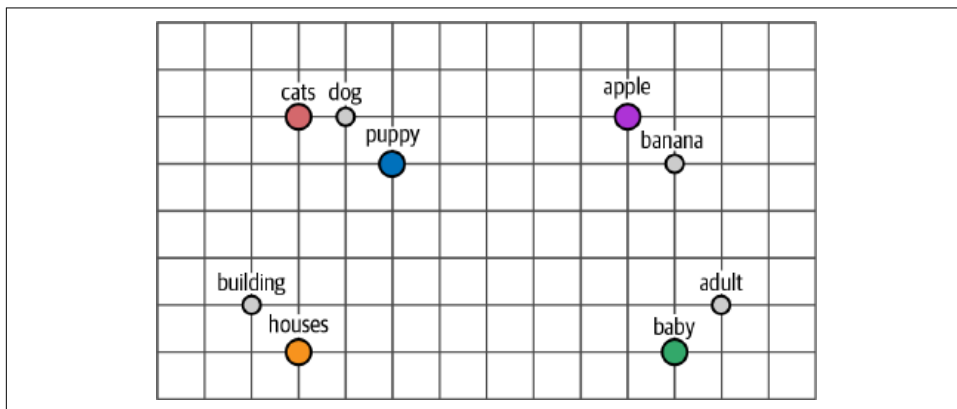 cats dog
apple
puppy
banana
building
adult
houses
baby